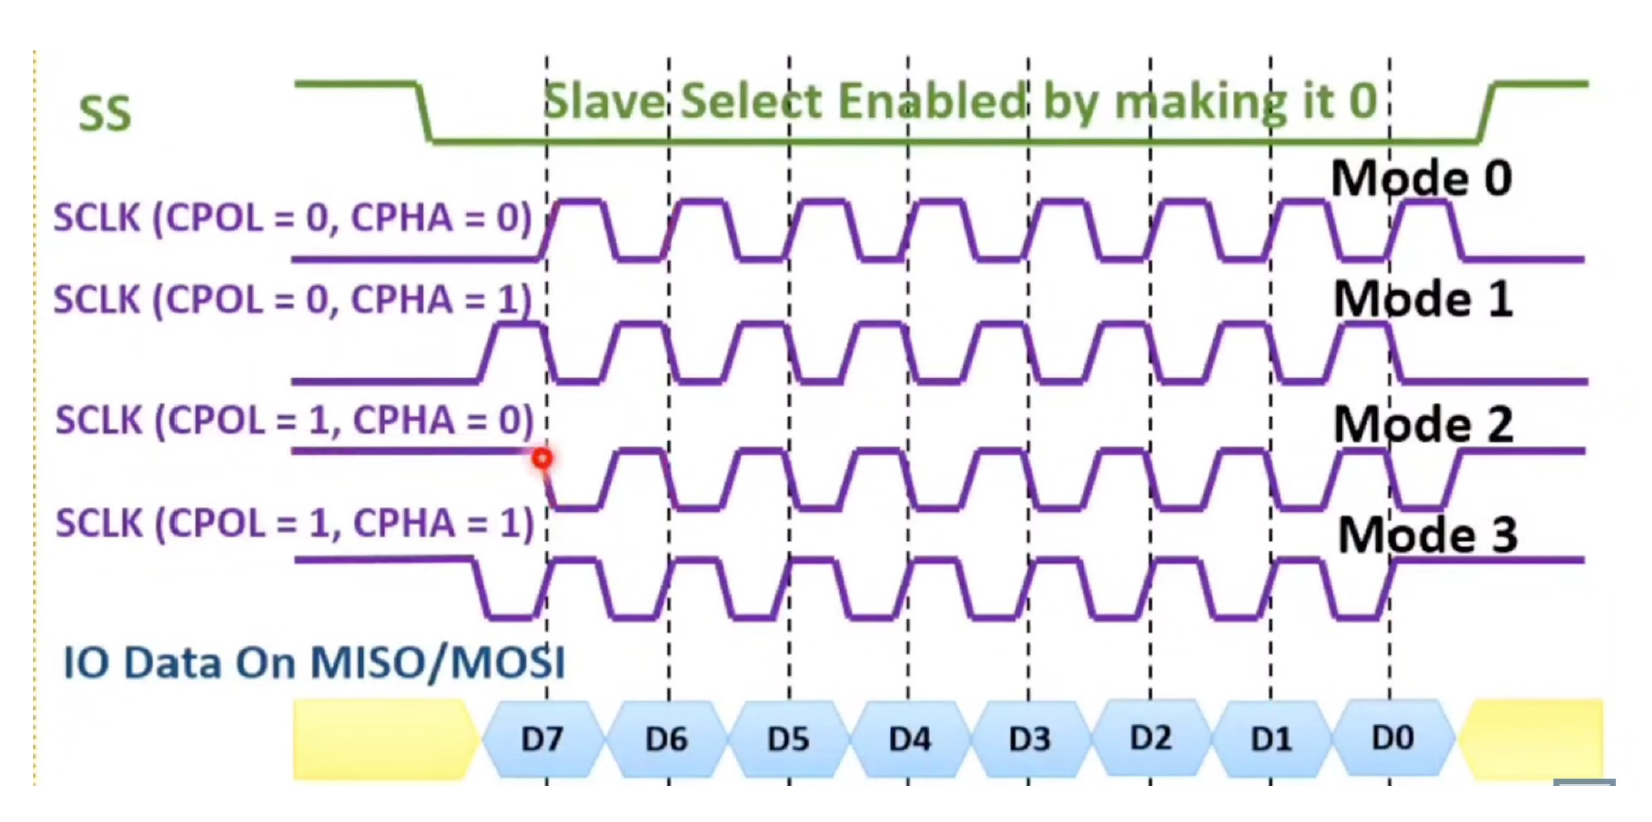 SS
Slave Select Enabled by making it 0
Mode 0
SCLK (CPOL = 0, CPHA = 0)
SCLK (CPOL = 0, CPHA = 1)
Mode 1
SCLK (CPOL = 1, CPHA = 0)
Mode 2
SCLK (CPOL = 1, CPHA = 1)
Mode 3
IO Data On MISO/MOSI
D7 D6 D5 D4 D3 D2 D1 D0